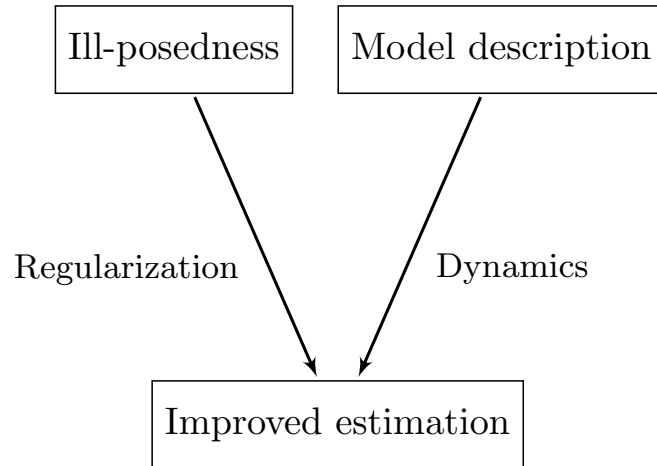 Ill-posedness
Model description
Regularization
Dynamics
Improved estimation